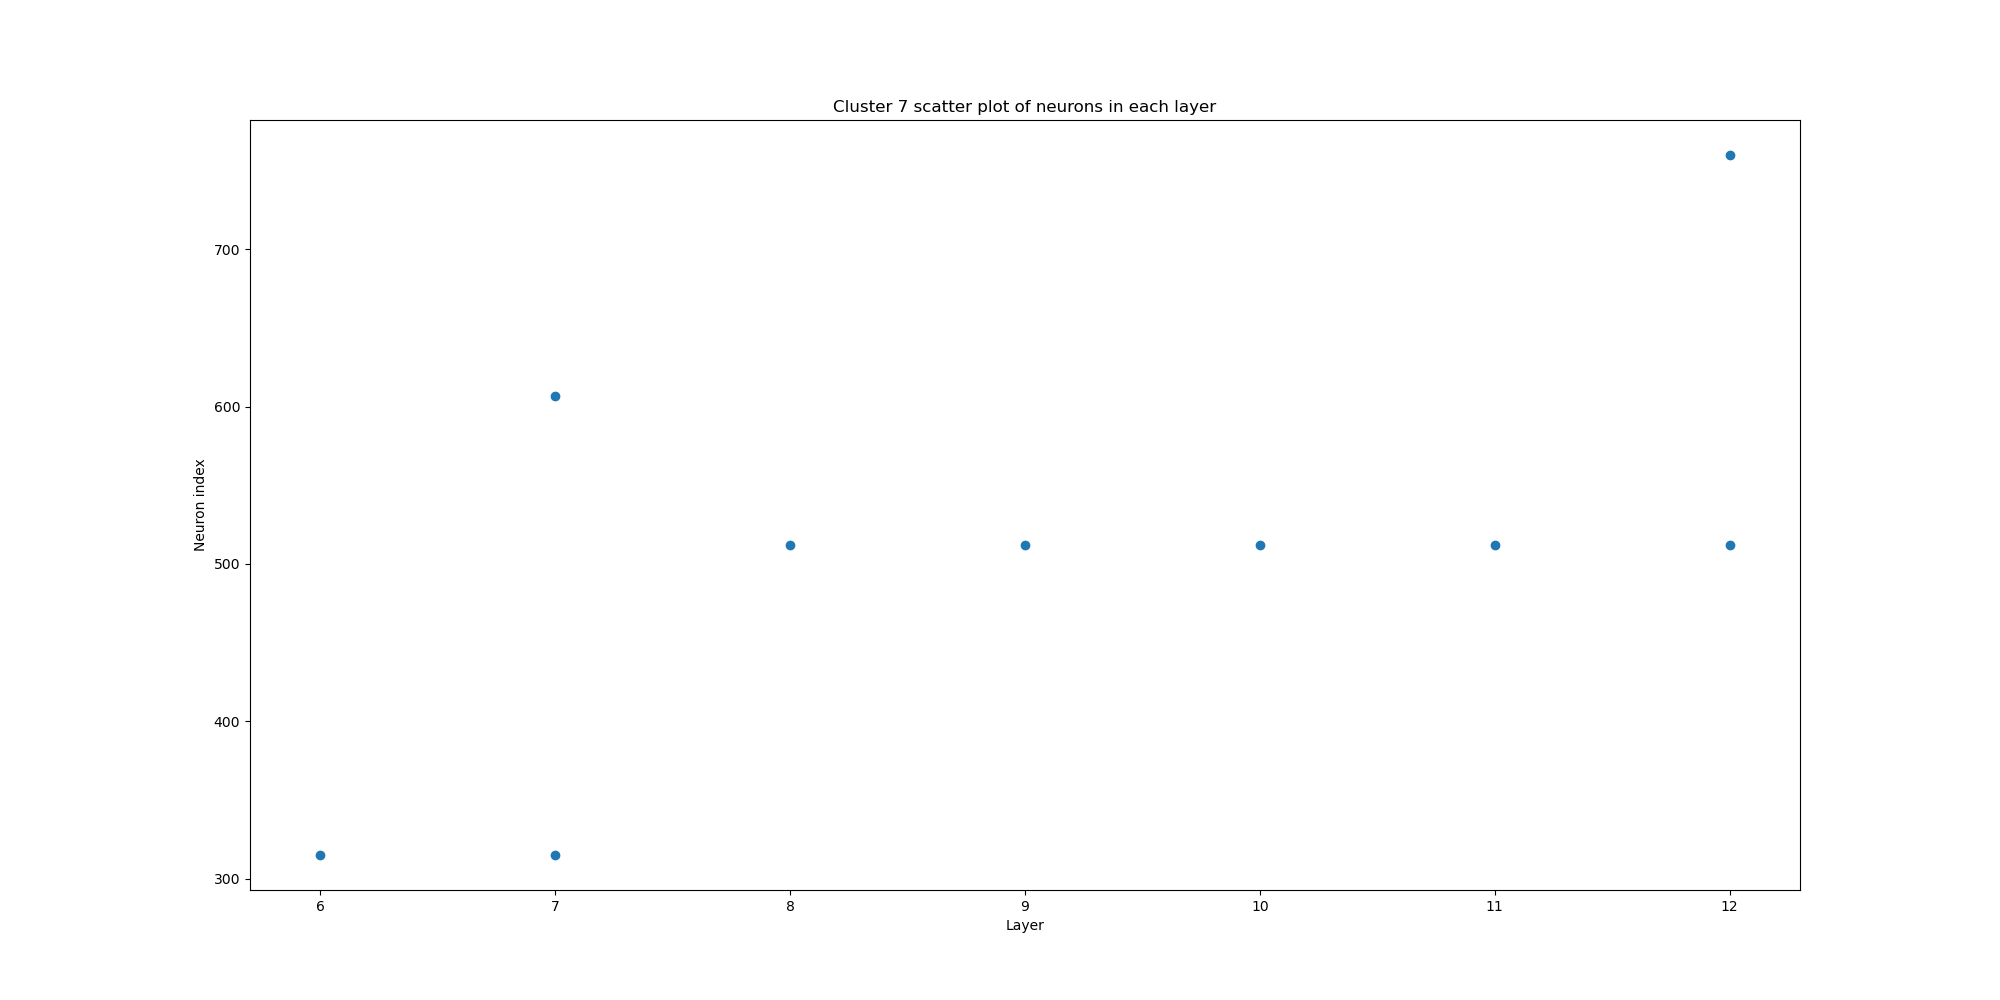 Cluster 7 scatter plot of neurons in each layer
700
600
500
400
300
Neuron index
6 7 8 9 10 11 12
Layer